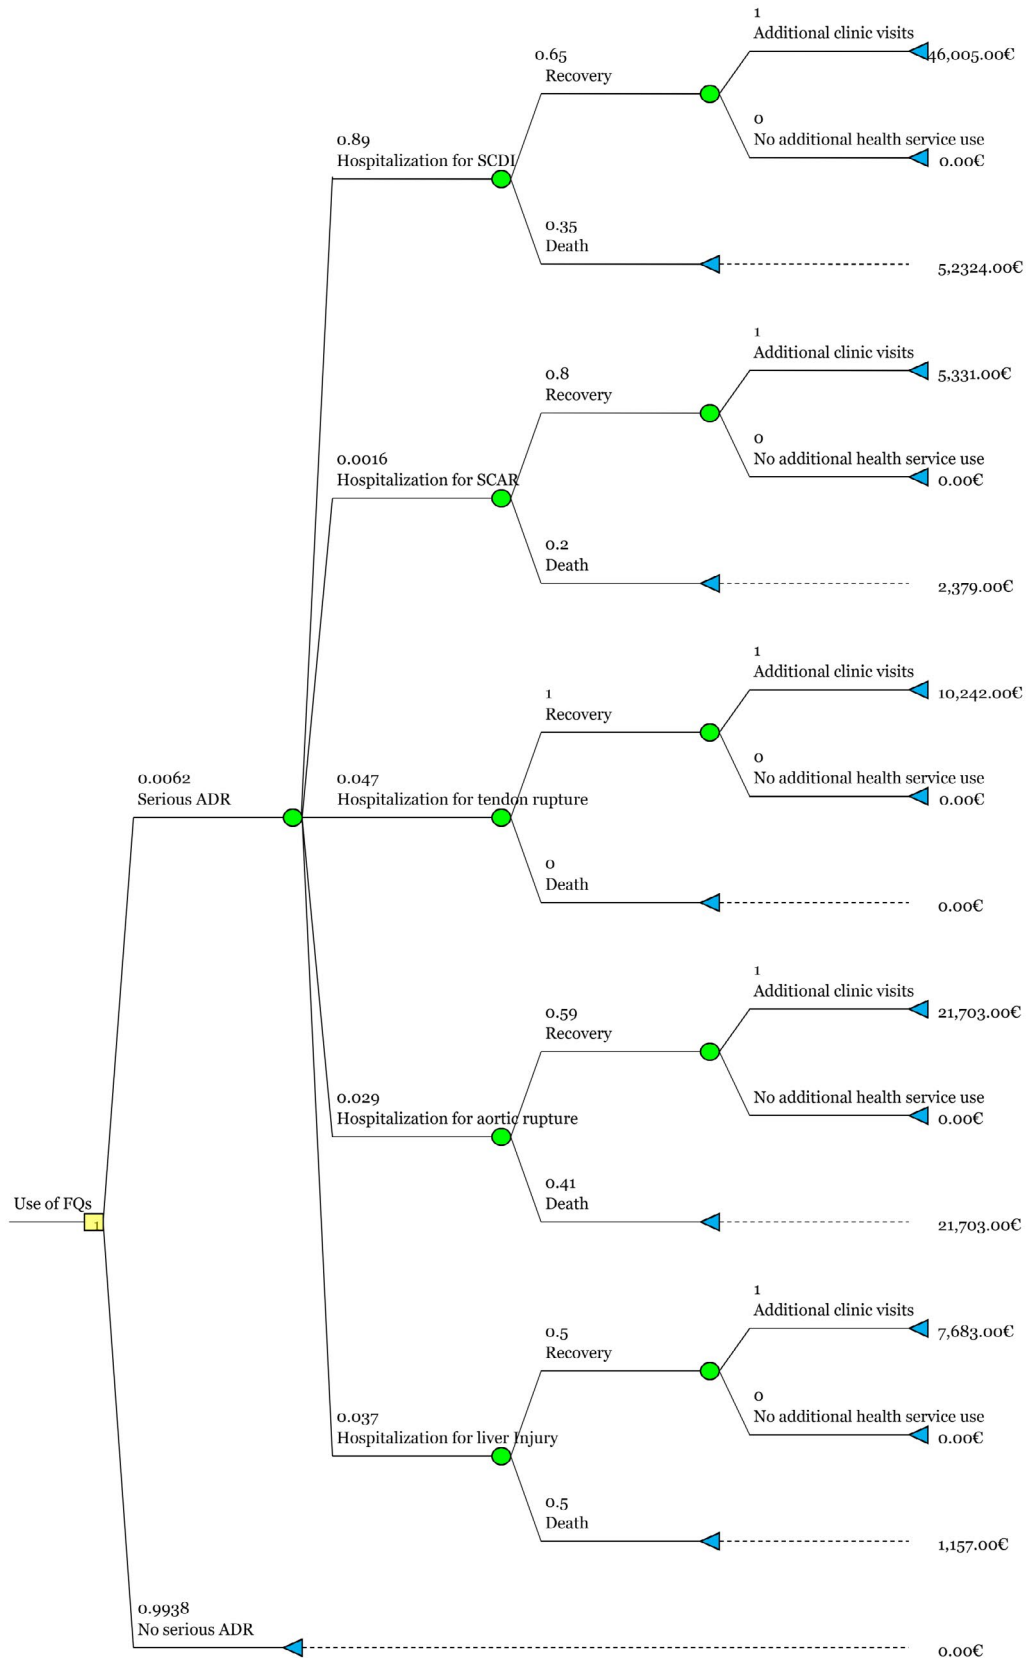 1
Additional clinic visits
46,005.00€
0.65
Recovery
0
No additional health service use
0.00€
0.89
Hospitalization for SCDI
0.35
Death
5,2324.00€
1
Additional clinic visits
5,331.00€
0.8
Recovery
0
No additional health service use
0.00€
0.0016
Hospitalization for SCAR
0.2
Death
2,379.00€
1
Additional clinic visits
10,242.00€
1
Recovery
0
No additional health service use
0.00€
0.0062
Serious ADR
0.047
Hospitalization for tendon rupture
0
Death
0.00€
1
Additional clinic visits
21,703.00€
0.59
Recovery
No additional health service use
0.00€
0.029
Hospitalization for aortic rupture
0.41
Death
21,703.00€
Use of FQs
1
1
Additional clinic visits
7,683.00€
0.5
Recovery
0
No additional health service use
0.00€
0.037
Hospitalization for liver Injury
0.5
Death
1,157.00€
0.9938
No serious ADR
0.00€